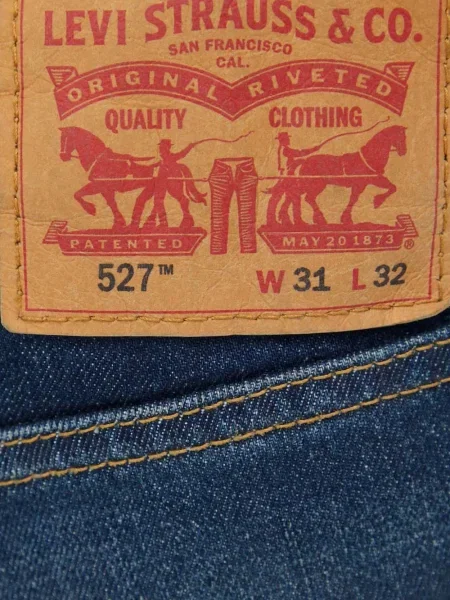 LEVI STRAUSS & CO.
SAN FRANCISCO
CAL.
ORIGINAL RIVETED
QUALITY CLOTHING
PATENTED MAY 20 1873 ®
527™ W 31 L 32